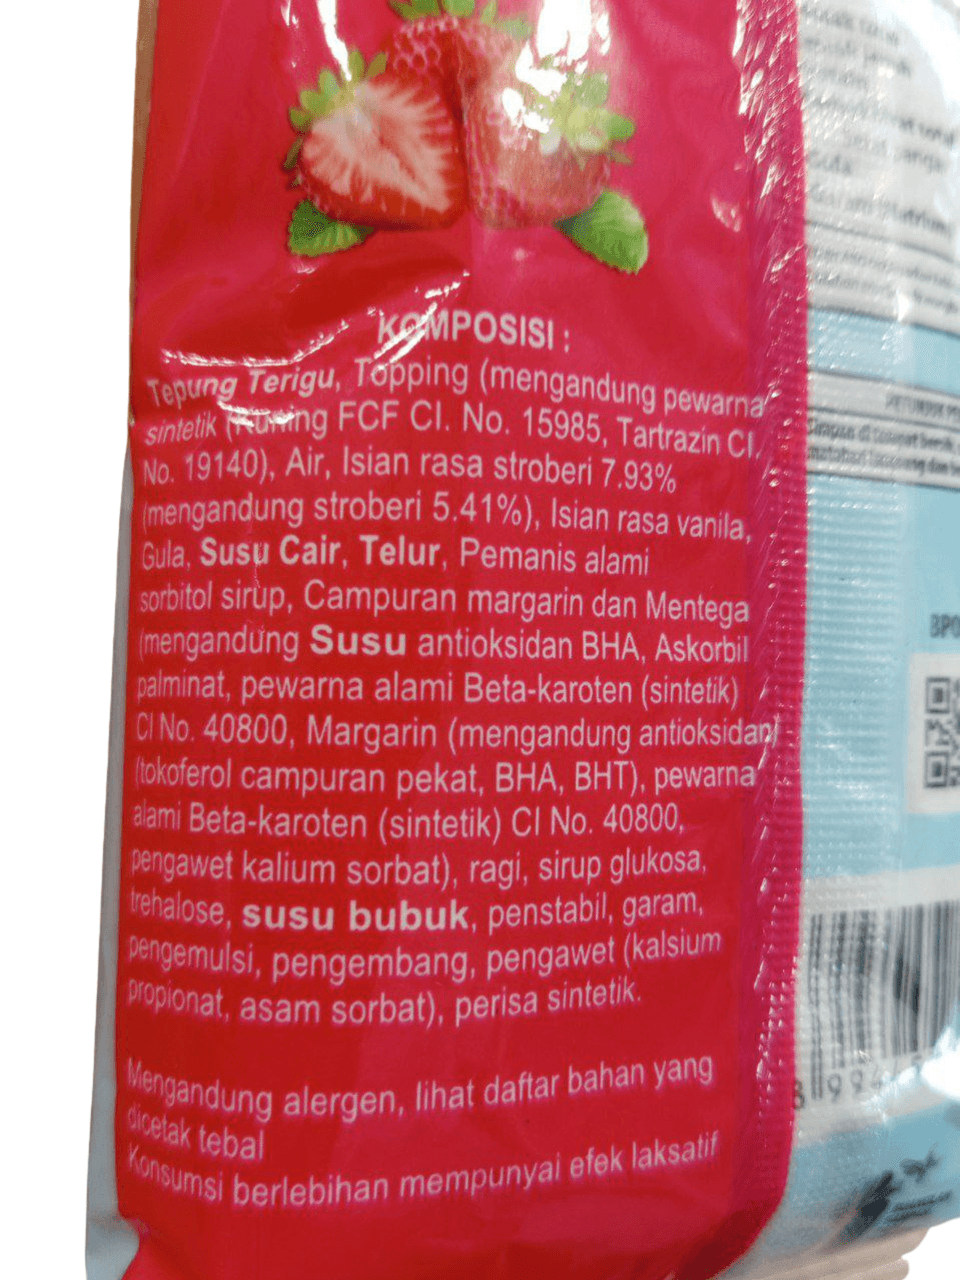 KOMPOSISI :
Tepung Terigu, Topping (mengandung pewarna
sintetik (Kuning FCF CI. No. 15985, Tartrazin CI.
No. 19140), Air, Isian rasa stroberi 7.93%
(mengandung stroberi 5.41%), Isian rasa vanila,
Gula, Susu Cair, Telur, Pemanis alami
sorbitol sirup, Campuran margarin dan Mentega
(mengandung Susu antioksidan BHA, Askorbil
palminat, pewarna alami Beta-karoten (sintetik)
CI No. 40800, Margarin (mengandung antioksidan
(tokoferol campuran pekat, BHA, BHT), pewarna
alami Beta-karoten (sintetik) CI No. 40800,
pengawet kalium sorbat), ragi, sirup glukosa,
trehalose, susu bubuk, penstabil, garam,
pengemulsi, pengembang, pengawet (kalsium
propionat, asam sorbat), perisa sintetik.
Mengandung alergen, lihat daftar bahan yang
dicetak tebal
Konsumsi berlebihan mempunyai efek laksatif
BPO
8 994